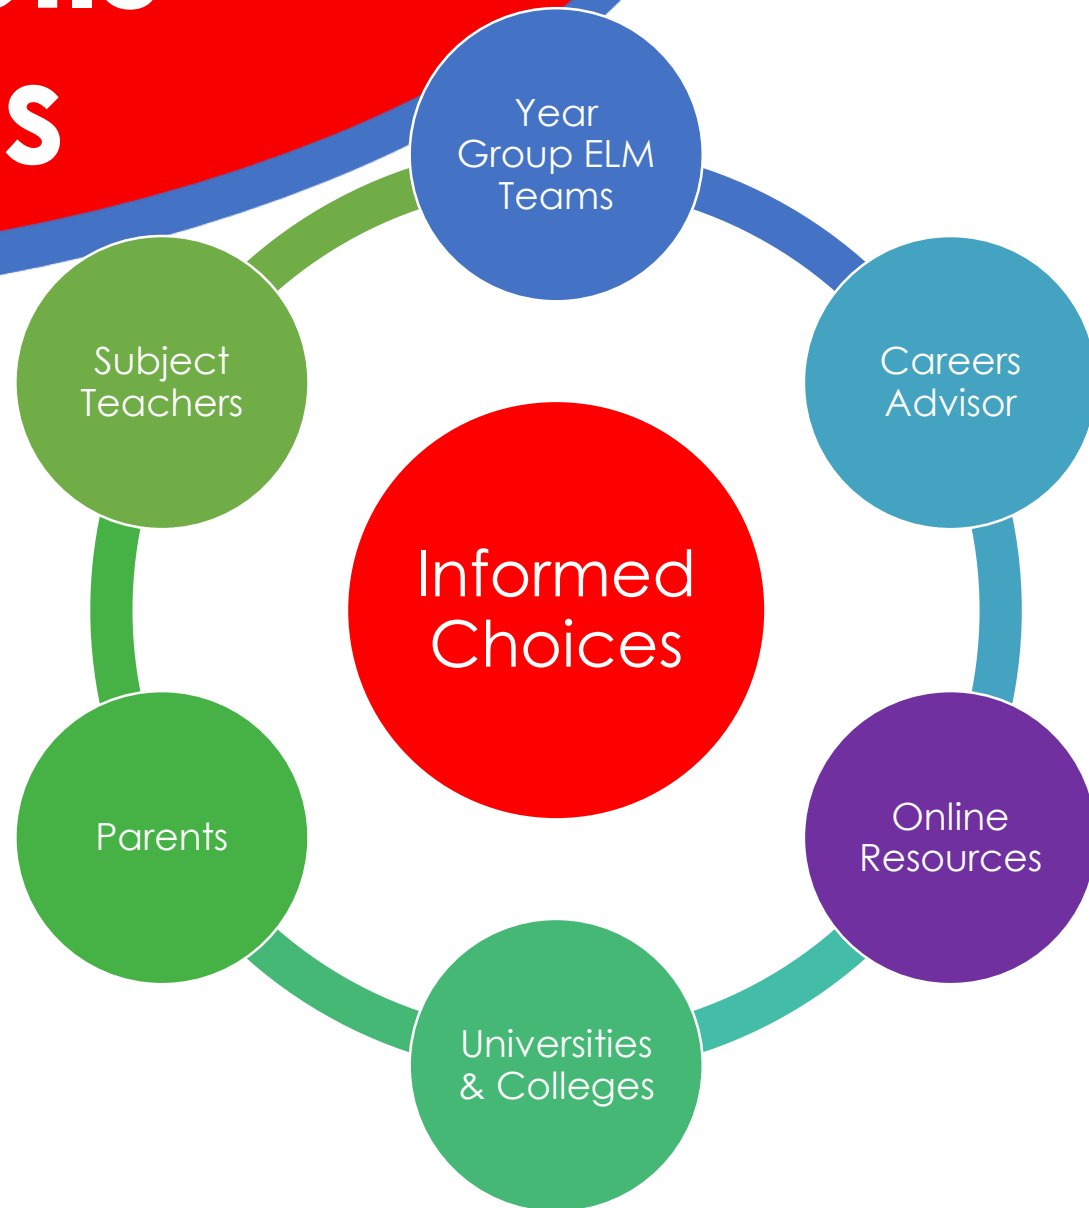 s
Year
Group ELM
Teams
Subject
Teachers
Careers
Advisor
Informed
Choices
Parents
Online
Resources
Universities
& Colleges